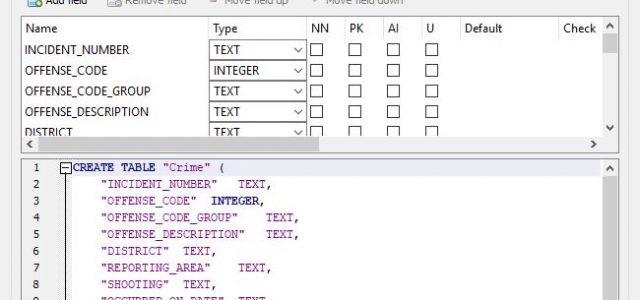 Add field Remove field Move field up Move field down
Name Type NN PK AI U Default Check
INCIDENT_NUMBER TEXT
OFFENSE_CODE INTEGER
OFFENSE_CODE_GROUP TEXT
OFFENSE_DESCRIPTION TEXT
DISTRICT TEXT
1 CREATE TABLE "Crime" (
2 "INCIDENT_NUMBER" TEXT,
3 "OFFENSE_CODE" INTEGER,
4 "OFFENSE_CODE_GROUP" TEXT,
5 "OFFENSE_DESCRIPTION" TEXT,
6 "DISTRICT" TEXT,
7 "REPORTING_AREA" TEXT,
8 "SHOOTING" TEXT,
9 "OCCURRED_ON_DATE" TEXT,